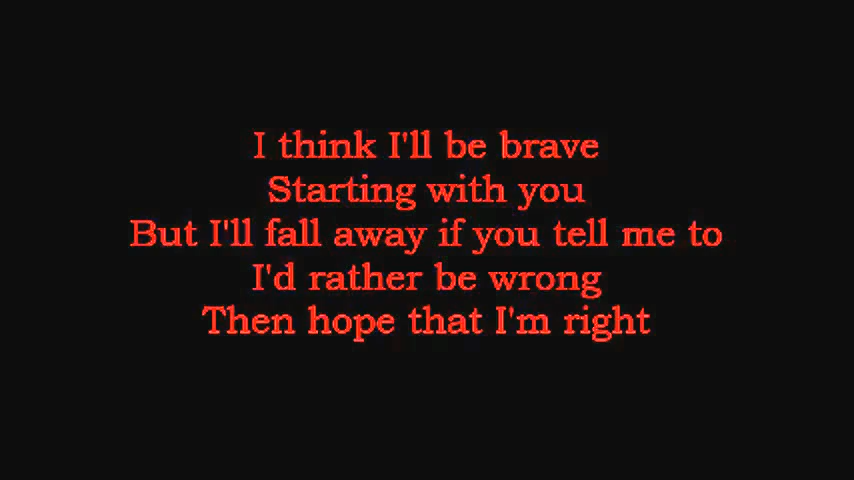 I think I'll be brave
Starting with you
But I'll fall away if you tell me to
I'd rather be wrong
Then hope that I'm right